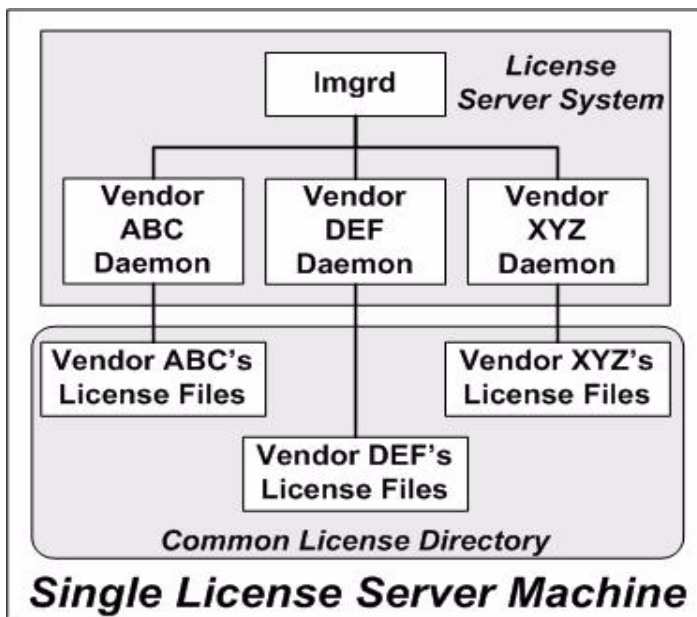 lmgrd
License
Server System
Vendor
ABC
Daemon
Vendor
DEF
Daemon
Vendor
XYZ
Daemon
Vendor ABC's
License Files
Vendor XYZ's
License Files
Vendor DEF's
License Files
Common License Directory
Single License Server Machine